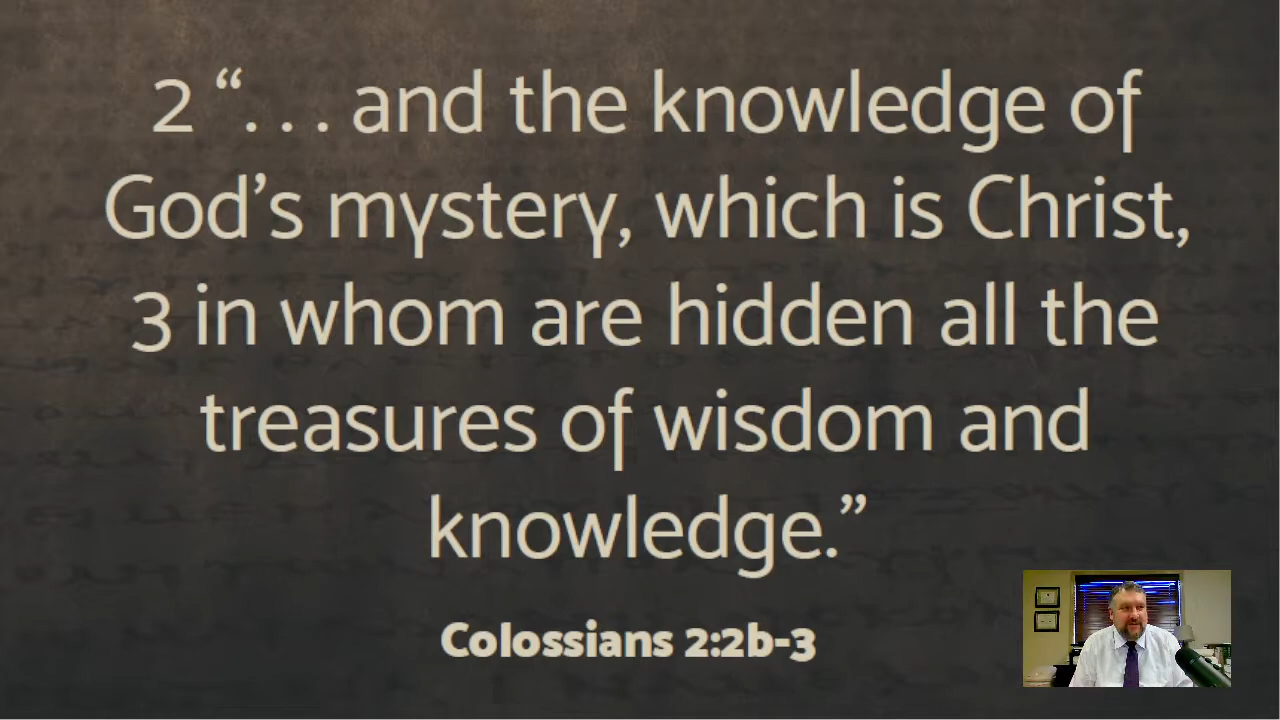 2 “. . . and the knowledge of
God’s mystery, which is Christ,
3 in whom are hidden all the
treasures of wisdom and
knowledge.”
Colossians 2:2b-3